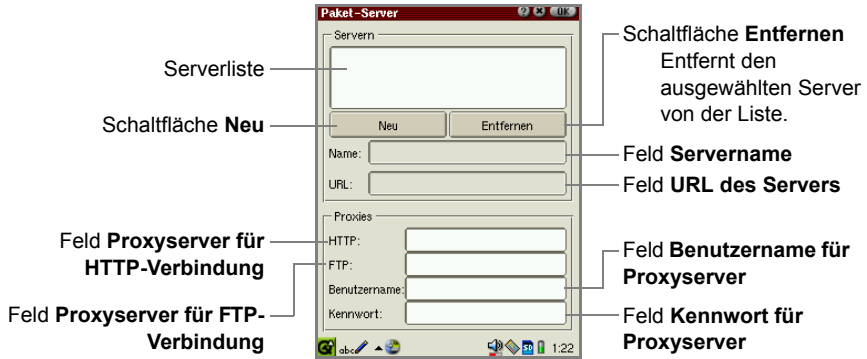 Paket-Server ? X OK
Servern
Neu
Entfernen
Name:
URL:
Proxies
HTTP:
FTP:
Benutzername:
Kennwort:
abc
SD
1:22
Serverliste
Schaltfläche Neu
Feld Proxyserver für
HTTP-Verbindung
Feld Proxyserver für FTP-
Verbindung
Schaltfläche Entfernen
Entfernt den
ausgewählten Server
von der Liste.
Feld Servername
Feld URL des Servers
Feld Benutzername für
Proxyserver
Feld Kennwort für
Proxyserver